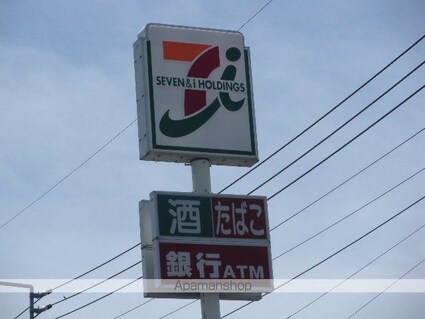 SEVEN & i HOLDINGS
酒 たばこ
銀行ATM
Apamanshop